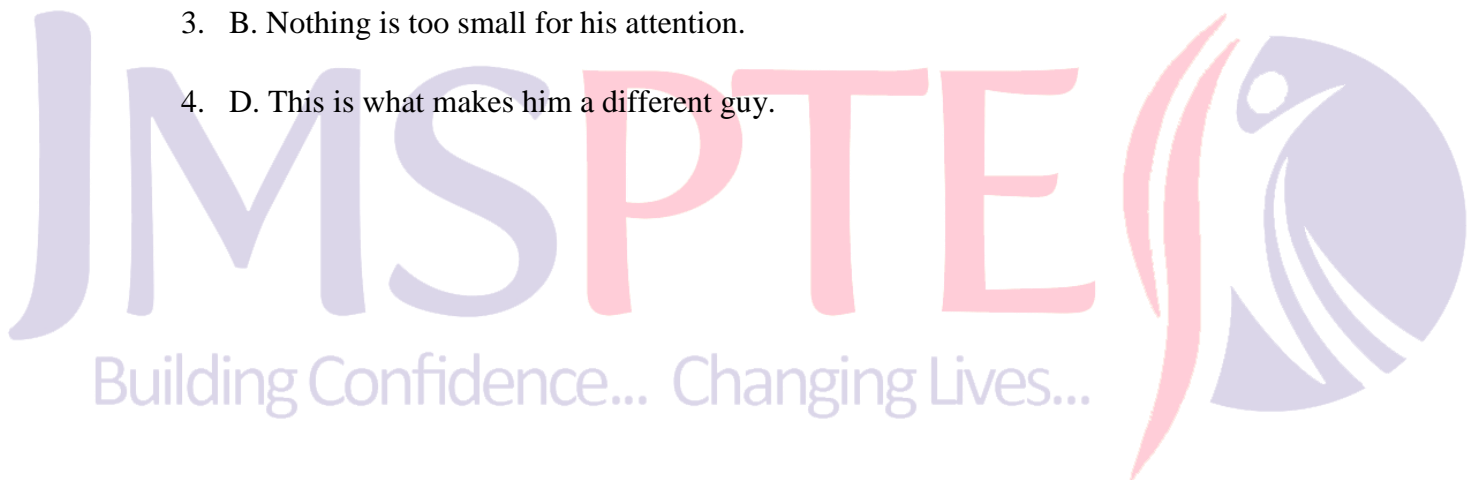 3. B. Nothing is too small for his attention.
4. D. This is what makes him a different guy.
JMSPTE
Building Confidence... Changing Lives...